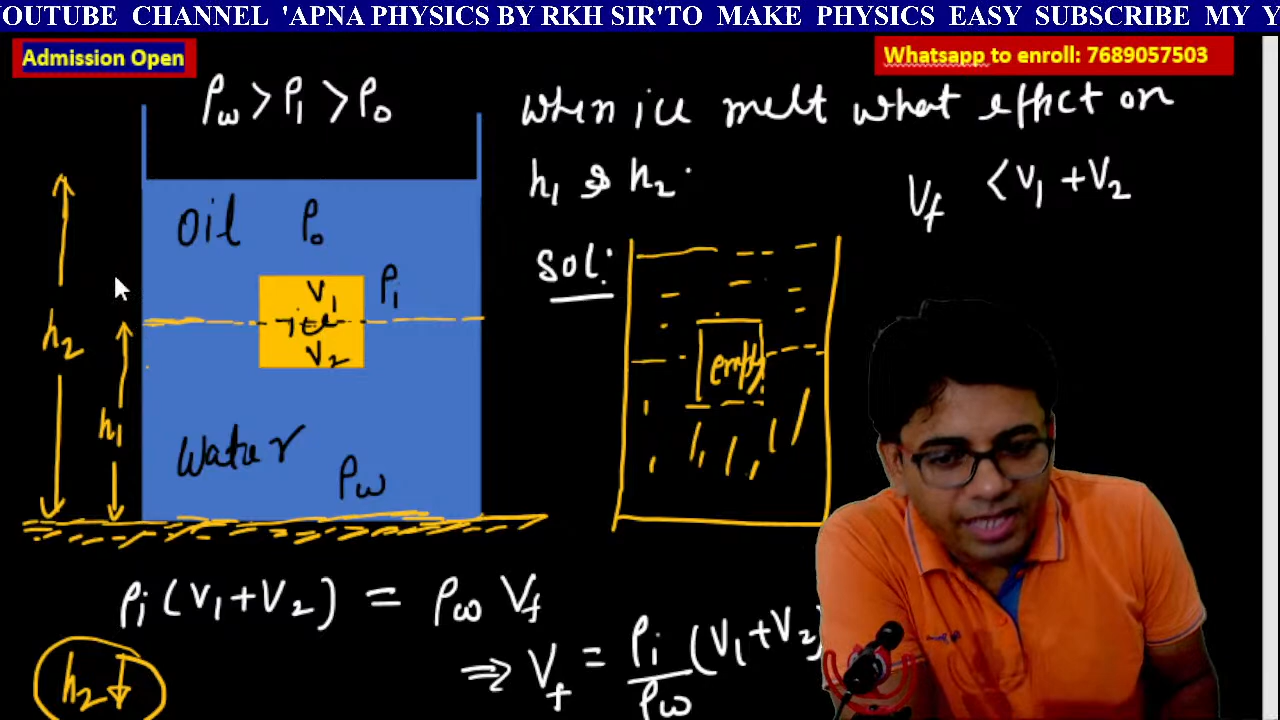 YOUTUBE CHANNEL 'APNA PHYSICS BY RKH SIR'TO MAKE PHYSICS EASY SUBSCRIBE MY Y
Admission Open
Whatsapp to enroll: 7689057503
ρw > ρi > ρo
when ice melt what effect on
h1 & h2.
Vf < V1 + V2
Oil ρo
Sol:
V1 ρi
ice
V2
empty
h2
h1
Water
ρw
ρi (V1 + V2) = ρw Vf
⇒ Vf = ρi/ρw (V1 + V2)
h2↓